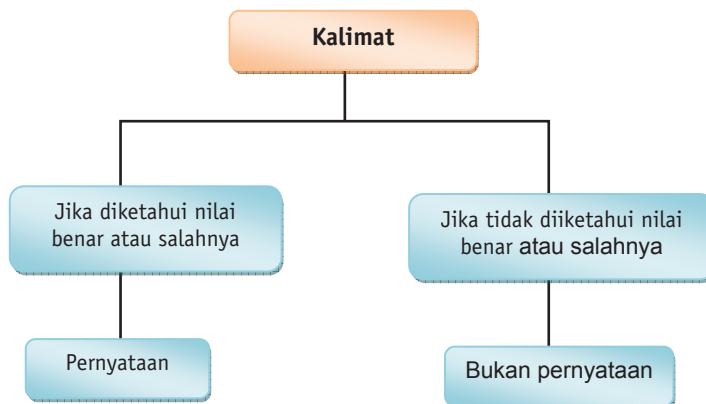 Kalimat
Jika diketahui nilai
benar atau salahnya
Jika tidak diiketahui nilai
benar atau salahnya
Pernyataan
Bukan pernyataan